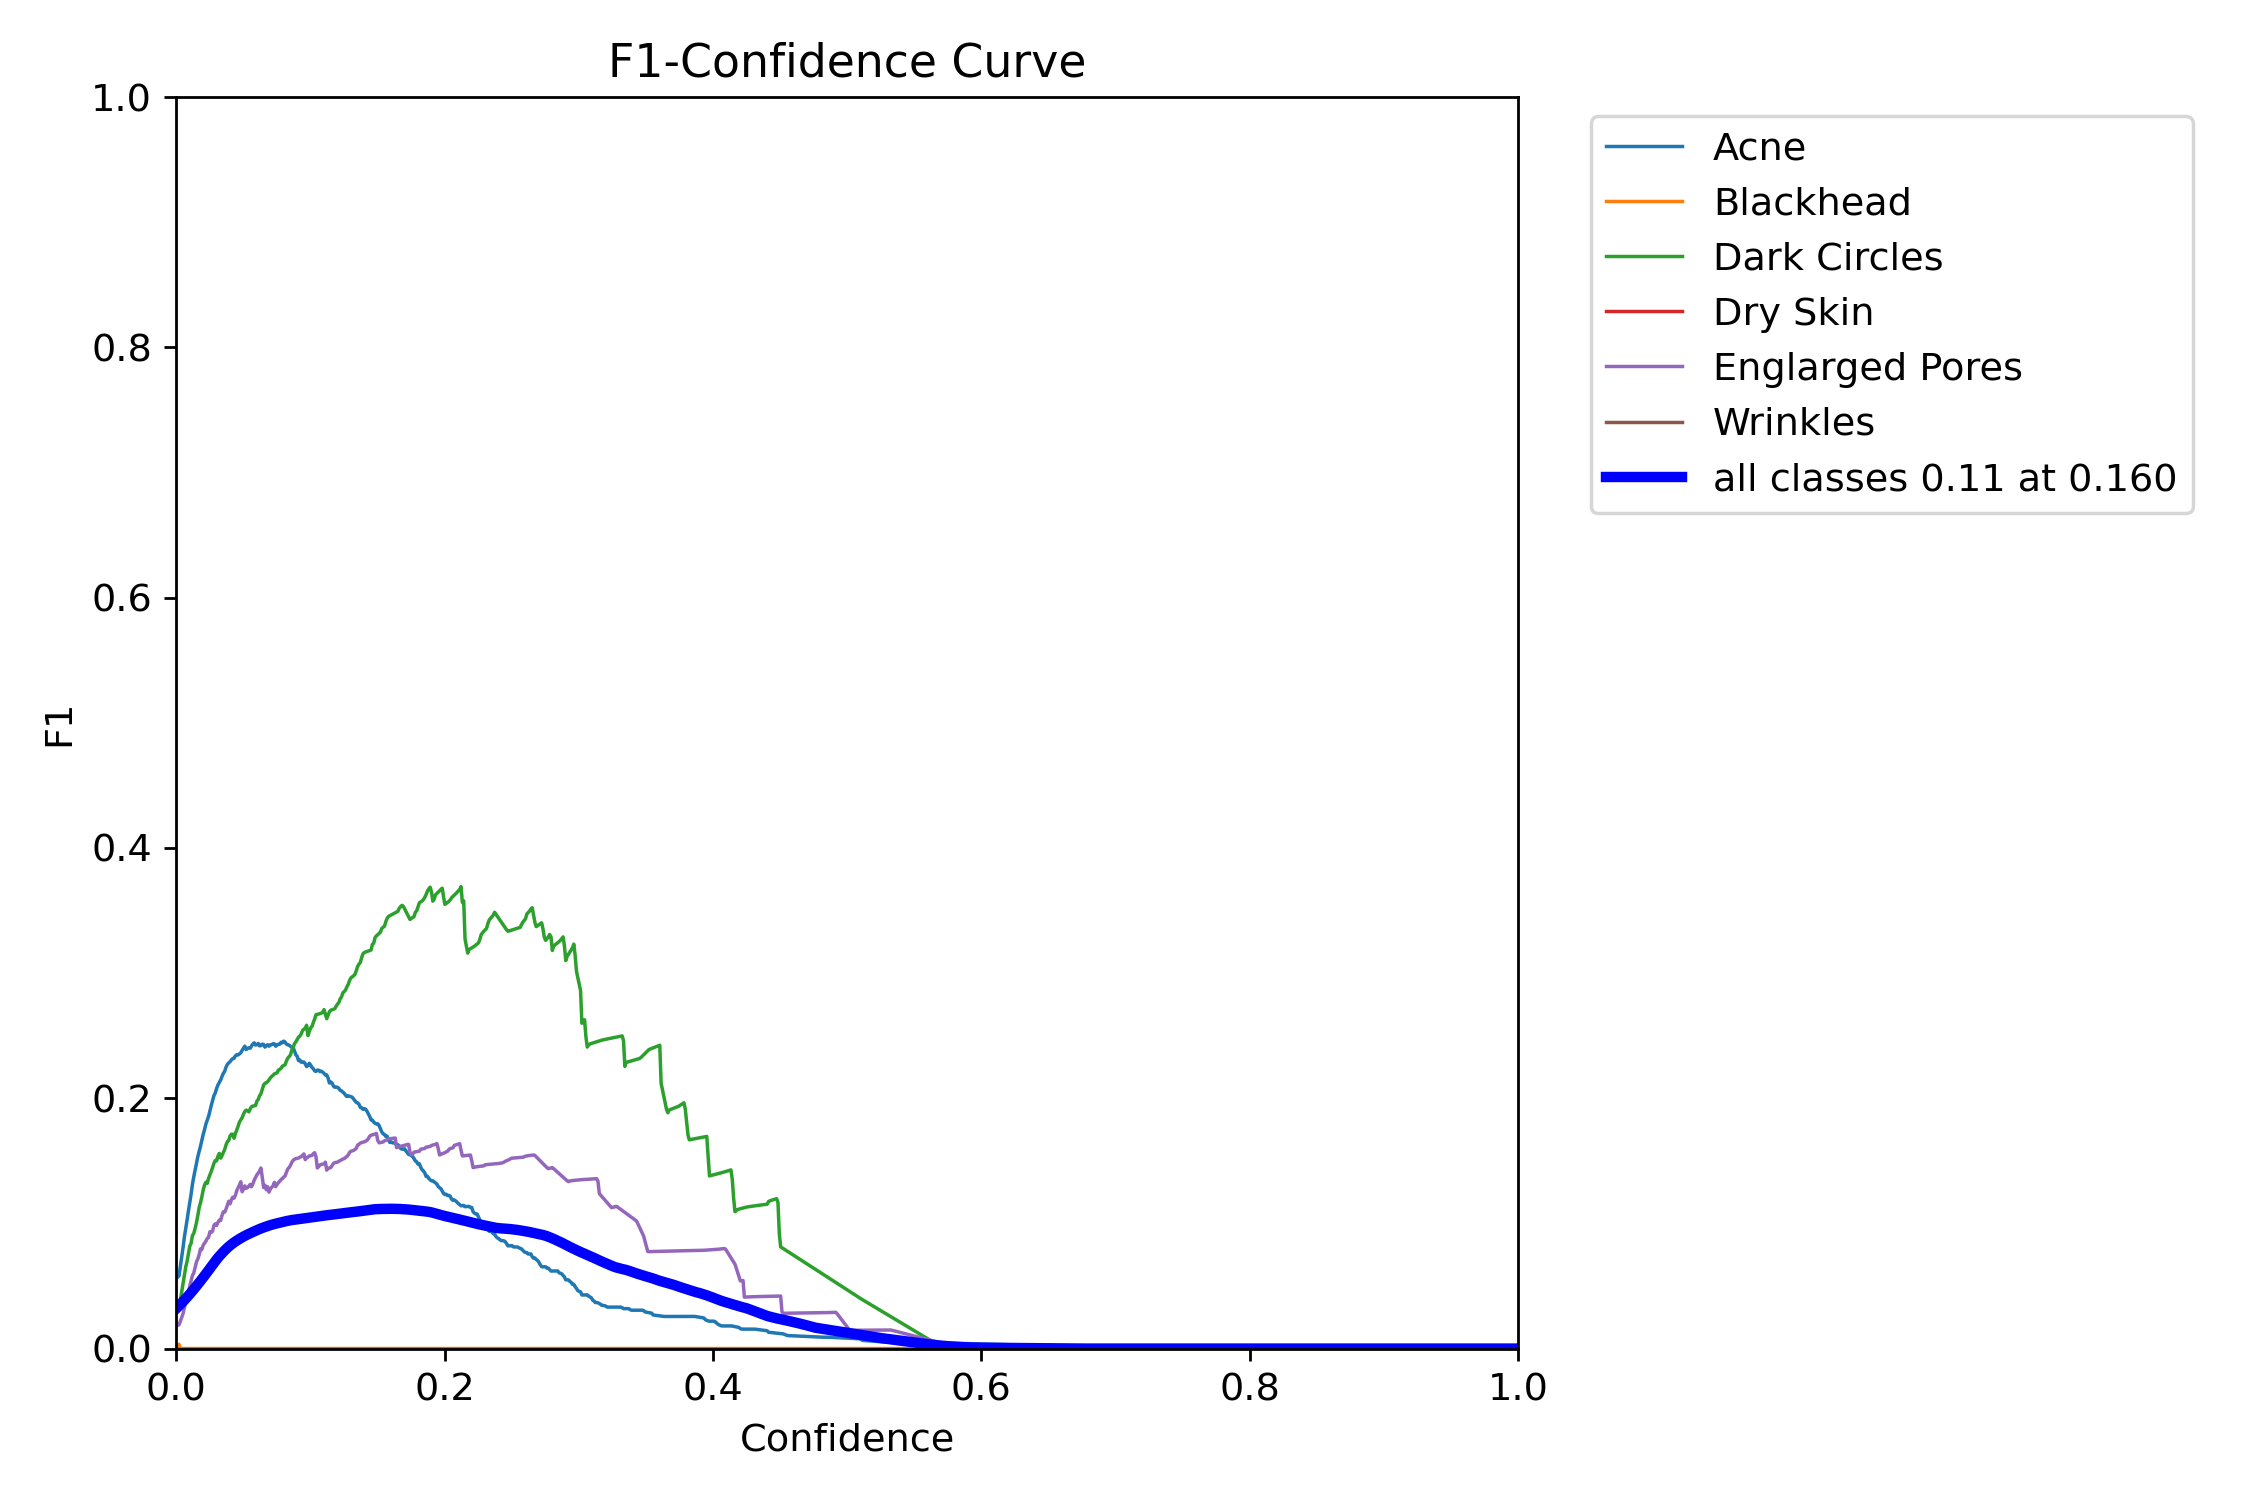 F1-Confidence Curve
1.0
0.8
0.6
0.4
0.2
0.0
F1
0.0 0.2 0.4 0.6 0.8 1.0
Confidence
Acne
Blackhead
Dark Circles
Dry Skin
Englarged Pores
Wrinkles
all classes 0.11 at 0.160